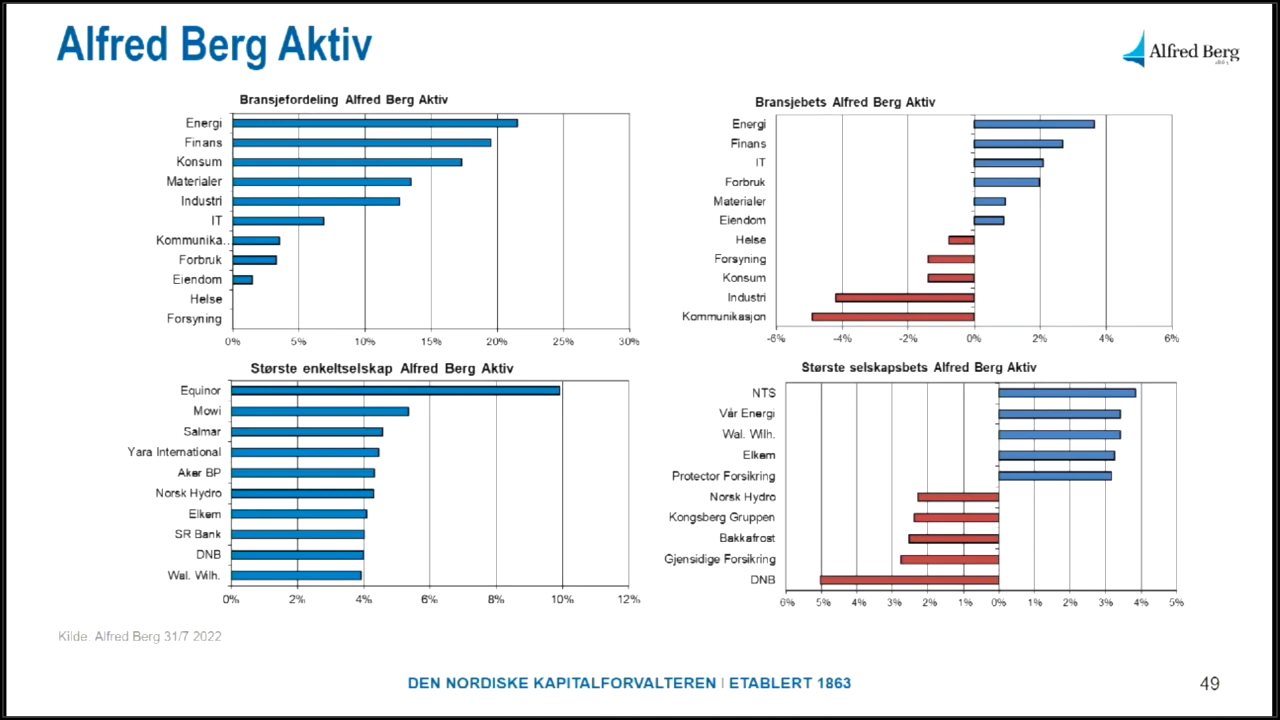 Alfred Berg Aktiv
Alfred Berg
Bransjefordeling Alfred Berg Aktiv
Energi
Finans
Konsum
Materialer
Industri
IT
Kommunika..
Forbruk
Eiendom
Helse
Forsyning
0% 5% 10% 15% 20% 25% 30%
Bransjebets Alfred Berg Aktiv
Energi
Finans
IT
Forbruk
Materialer
Eiendom
Helse
Forsyning
Konsum
Industri
Kommunikasjon
-6% -4% -2% 0% 2% 4% 6%
Største enkeltselskap Alfred Berg Aktiv
Equinor
Mowi
Salmar
Yara International
Aker BP
Norsk Hydro
Elkem
SR Bank
DNB
Wal. Wilh.
0% 2% 4% 6% 8% 10% 12%
Største selskapsbets Alfred Berg Aktiv
NTS
Vår Energi
Wal. Wilh.
Elkem
Protector Forsikring
Norsk Hydro
Kongsberg Gruppen
Bakkafrost
Gjensidige Forsikring
DNB
6% 5% 4% 3% 2% 1% 0% 1% 2% 3% 4% 5%
Kilde: Alfred Berg 31/7 2022
DEN NORDISKE KAPITALFORVALTEREN | ETABLERT 1863
49